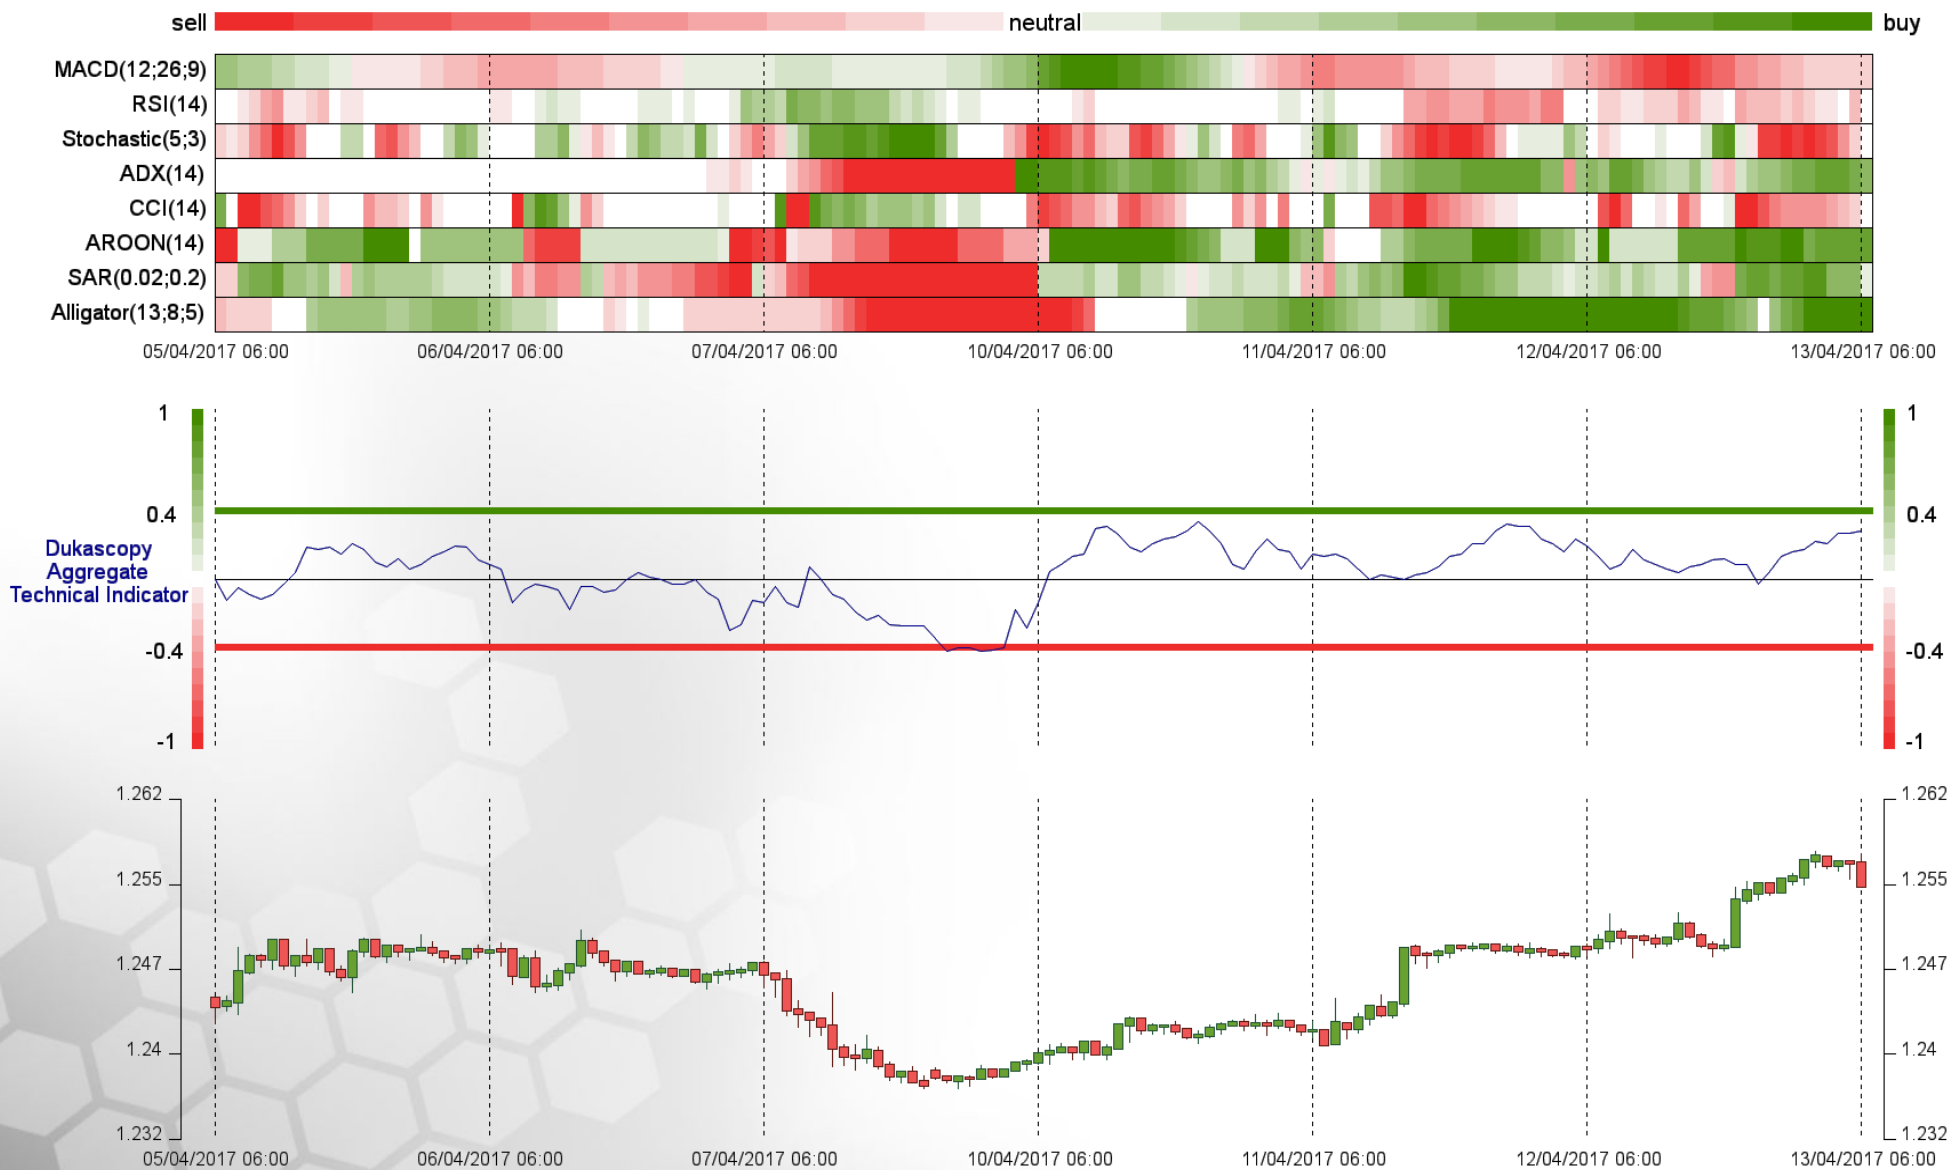 sell neutral buy
MACD(12;26;9)
RSI(14)
Stochastic(5;3)
ADX(14)
CCI(14)
AROON(14)
SAR(0.02;0.2)
Alligator(13;8;5)
05/04/2017 06:00 06/04/2017 06:00 07/04/2017 06:00 10/04/2017 06:00 11/04/2017 06:00 12/04/2017 06:00 13/04/2017 06:00
1 1
0.4 0.4
Dukascopy
Aggregate
Technical Indicator
-0.4 -0.4
-1 -1
1.262 1.262
1.255 1.255
1.247 1.247
1.24 1.24
1.232 1.232
05/04/2017 06:00 06/04/2017 06:00 07/04/2017 06:00 10/04/2017 06:00 11/04/2017 06:00 12/04/2017 06:00 13/04/2017 06:00